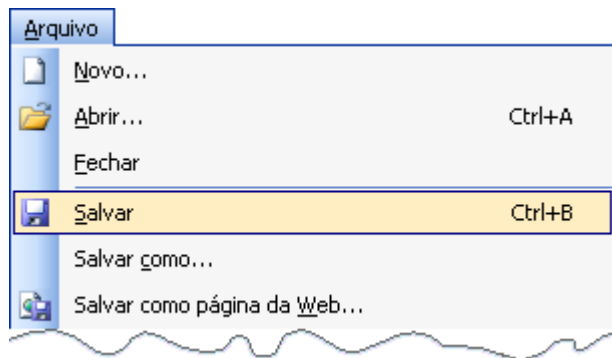 Arquivo
Novo...
Abrir... Ctrl+A
Fechar
Salvar Ctrl+B
Salvar como...
Salvar como página da Web...